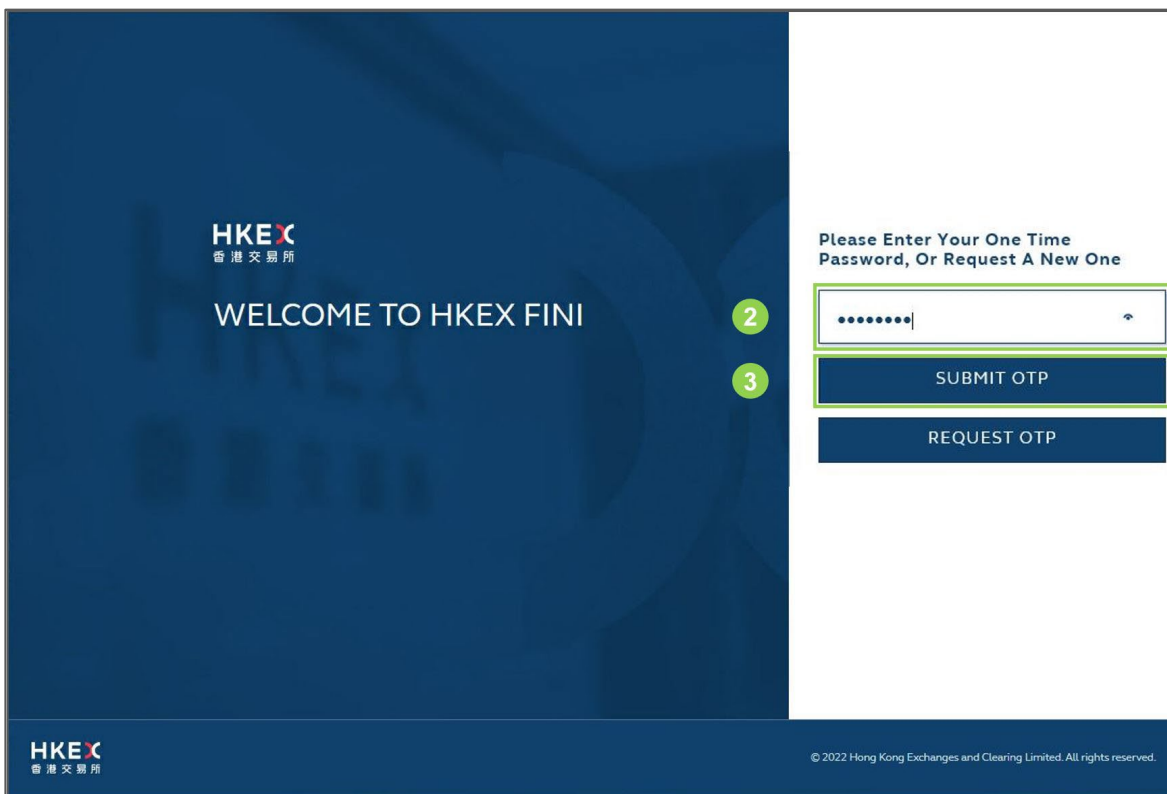 HKEX
香港交易所
WELCOME TO HKEX FINI
Please Enter Your One Time
Password, Or Request A New One
2
••••••••
3
SUBMIT OTP
REQUEST OTP
HKEX
香港交易所
© 2022 Hong Kong Exchanges and Clearing Limited. All rights reserved.